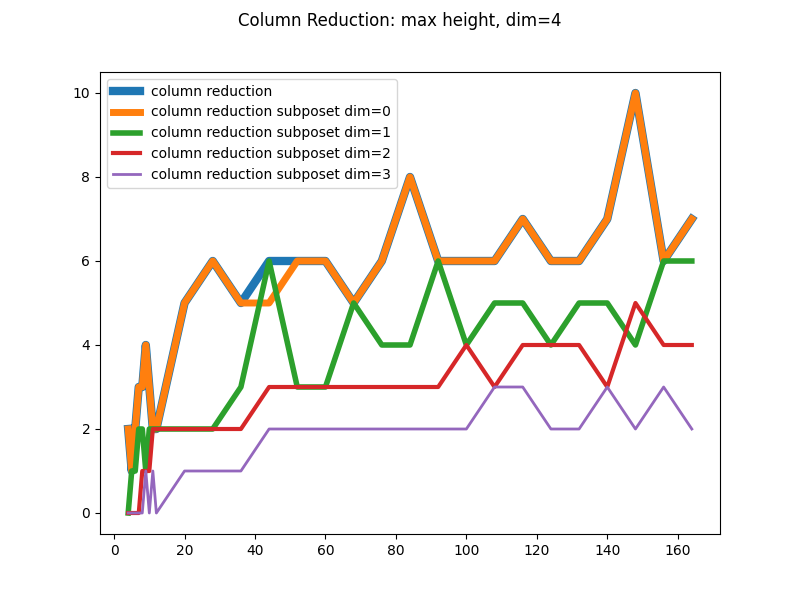 Column Reduction: max height, dim=4
column reduction
column reduction subposet dim=0
column reduction subposet dim=1
column reduction subposet dim=2
column reduction subposet dim=3
10
8
6
4
2
0
0 20 40 60 80 100 120 140 160